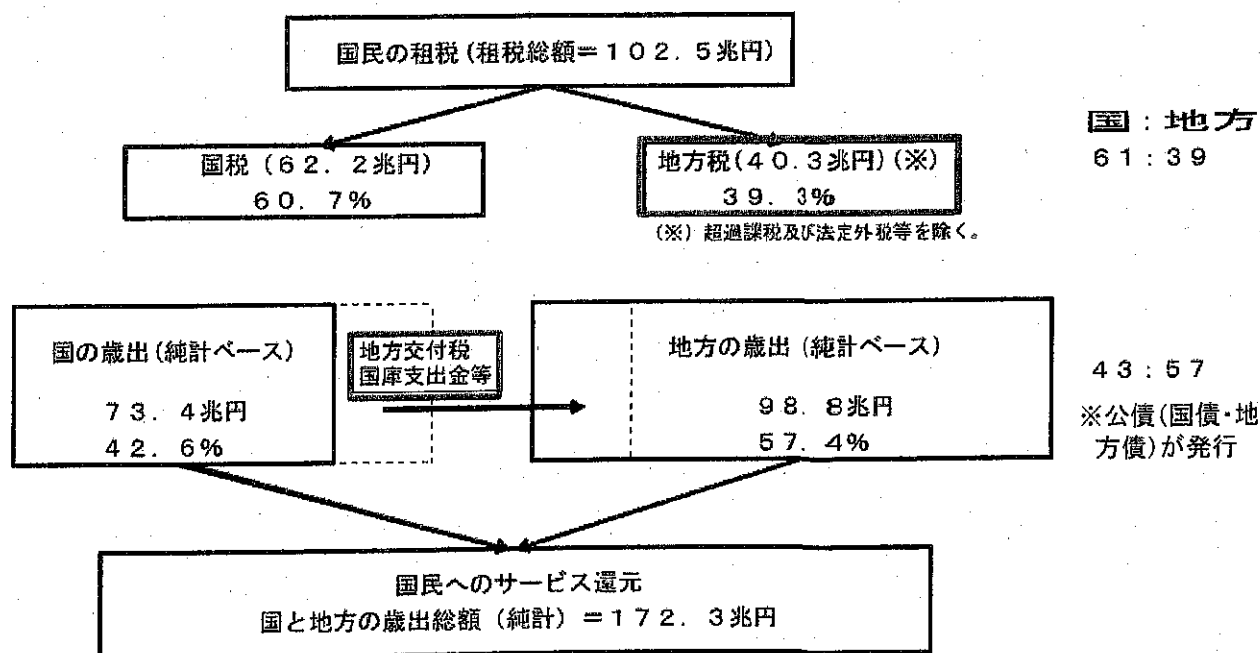 国民の租税(租税総額=102.5兆円)
国:地方
61:39
国税(62.2兆円)
60.7%
地方税(40.3兆円)(※)
39.3%
(※)超過課税及び法定外税等を除く。
国の歳出(純計ベース)
73.4兆円
42.6%
地方交付税
国庫支出金等
地方の歳出(純計ベース)
98.8兆円
57.4%
43:57
※公債(国債・地
方債)が発行
国民へのサービス還元
国と地方の歳出総額(純計)=172.3兆円